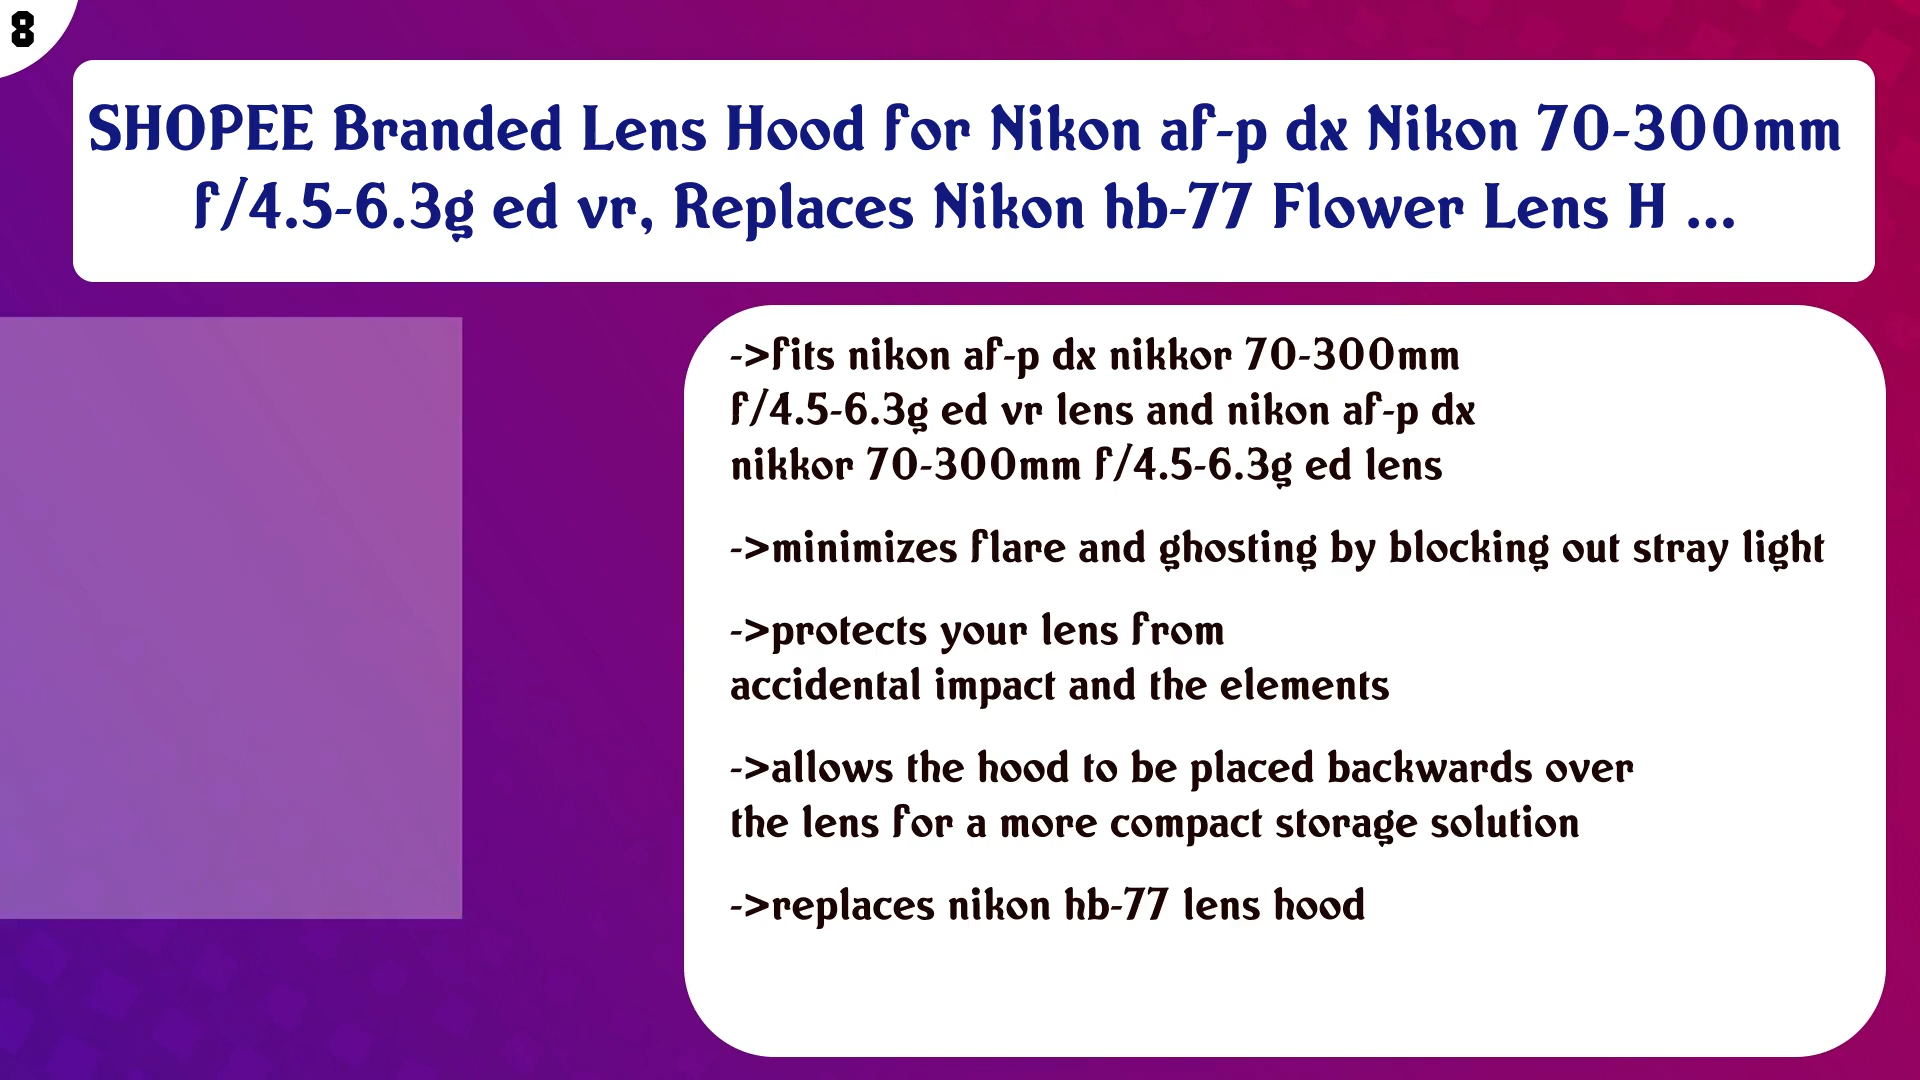 8
SHOPEE Branded Lens Hood for Nikon af-p dx Nikon 70-300mm
f/4.5-6.3g ed vr, Replaces Nikon hb-77 Flower Lens H ...
->fits nikon af-p dx nikkor 70-300mm
f/4.5-6.3g ed vr lens and nikon af-p dx
nikkor 70-300mm f/4.5-6.3g ed lens
->minimizes flare and ghosting by blocking out stray light
->protects your lens from
accidental impact and the elements
->allows the hood to be placed backwards over
the lens for a more compact storage solution
->replaces nikon hb-77 lens hood